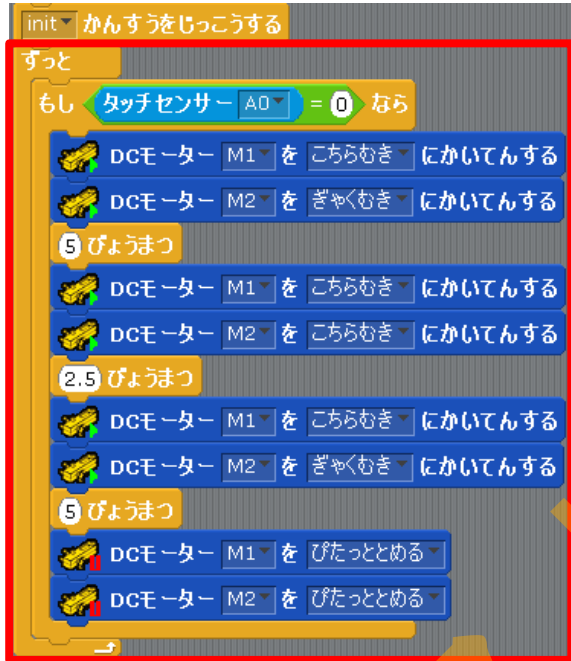 init かんすうをじっこうする
ずっと
もし タッチセンサー A0 = 0 なら
DCモーター M1 を こちらむき にかいてんする
DCモーター M2 を ぎゃくむき にかいてんする
5 びょうまつ
DCモーター M1 を こちらむき にかいてんする
DCモーター M2 を こちらむき にかいてんする
2.5 びょうまつ
DCモーター M1 を こちらむき にかいてんする
DCモーター M2 を ぎゃくむき にかいてんする
5 びょうまつ
DCモーター M1 を ぴたっととめる
DCモーター M2 を ぴたっととめる